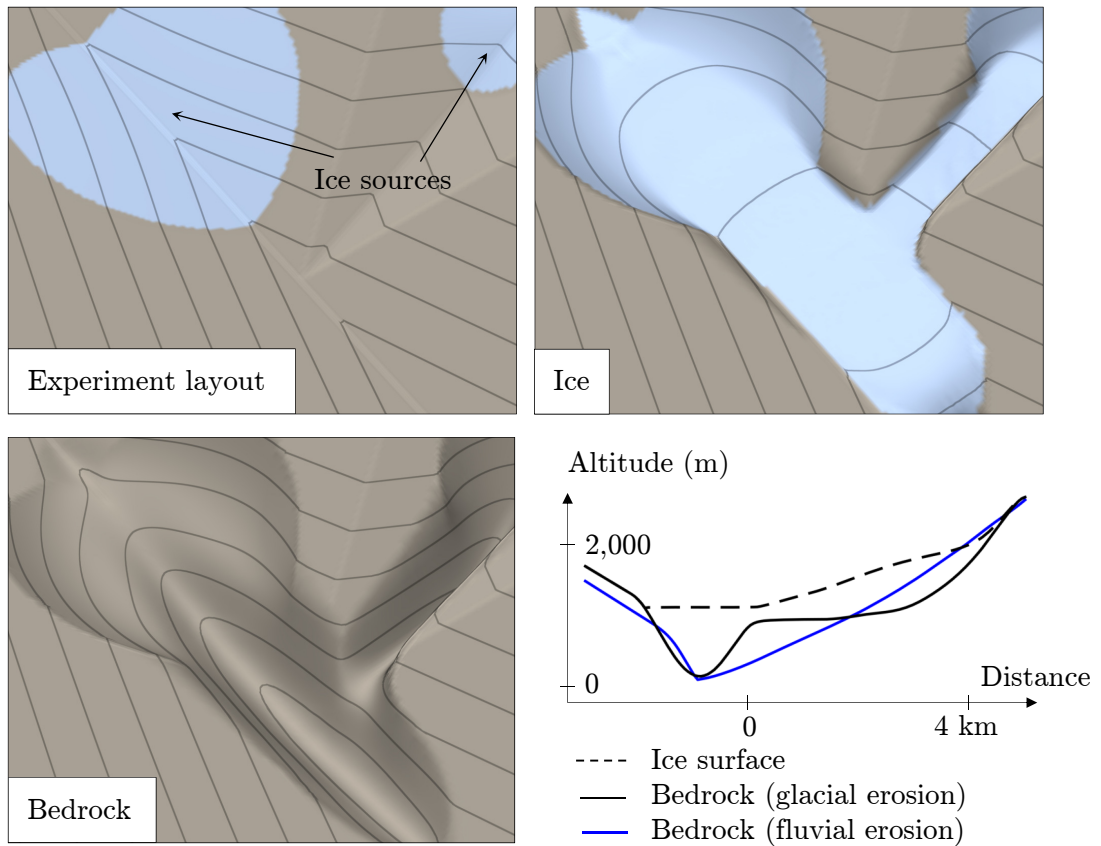 Ice sources
Experiment layout
Ice
Bedrock
Altitude (m)
2,000
0
Distance
0
4 km
Ice surface
Bedrock (glacial erosion)
Bedrock (fluvial erosion)